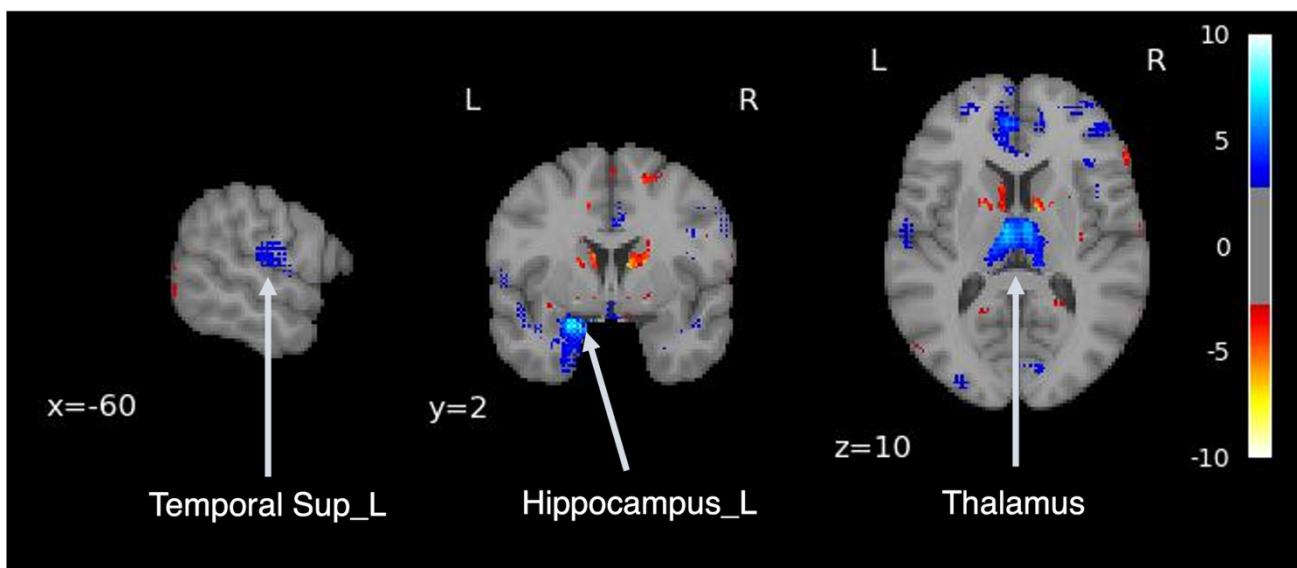 L R
L R
10
5
0
-5
-10
x=-60
y=2
z=10
Temporal Sup_L
Hippocampus_L
Thalamus